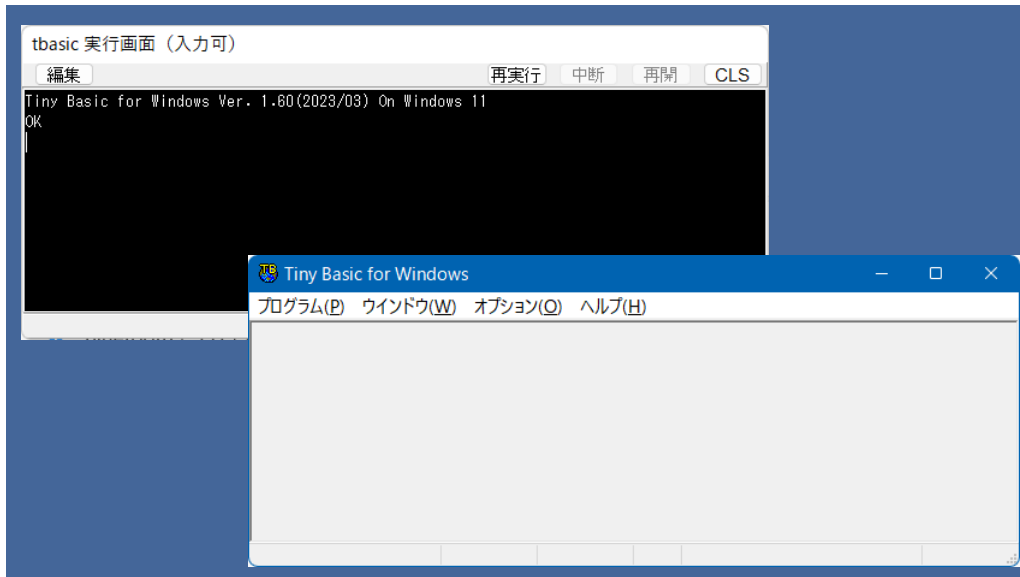 tbasic 実行画面（入力可）
編集 再実行 中断 再開 CLS
Tiny Basic for Windows Ver. 1.60(2023/03) On Windows 11
OK
Tiny Basic for Windows
プログラム(P) ウインドウ(W) オプション(O) ヘルプ(H)